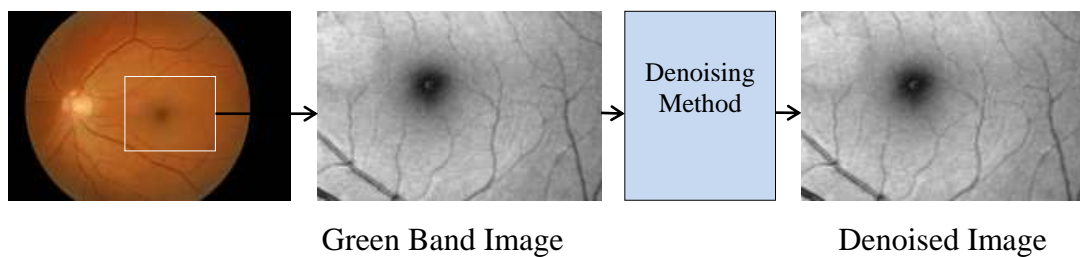 Denoising
Method
Green Band Image
Denoised Image